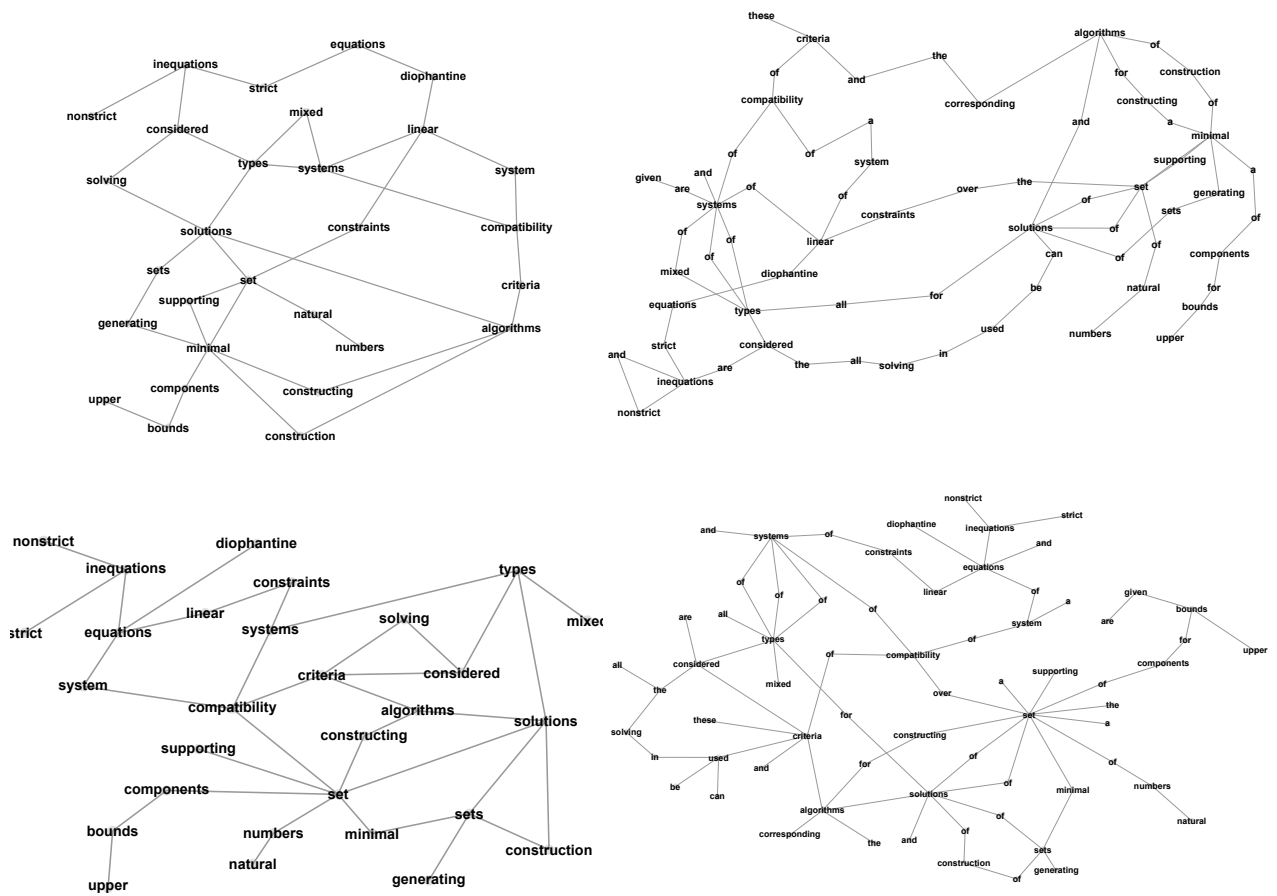 equations
inequations
diophantine
strict
mixed
nonstrict
considered
linear
types
systems
system
solving
solutions
constraints
compatibility
sets
set
criteria
supporting
natural
generating
algorithms
minimal
numbers
components
constructing
upper
bounds
construction
these
criteria
algorithms
of
the
of
for
construction
and
compatibility
corresponding
constructing
of
a
and
a
minimal
of
of
system
supporting
a
and
given
are
of
over
the
set
generating
systems
of
constraints
of
sets
of
solutions
of
of
linear
of
of
can
of
components
mixed
diophantine
be
natural
for
equations
types
all
for
bounds
used
numbers
upper
strict
considered
and
are
the
all
solving
in
inequations
nonstrict
nonstrict
diophantine
inequations
types
constraints
linear
solving
mixed
strict
equations
systems
system
criteria
considered
compatibility
algorithms
solutions
supporting
constructing
components
set
sets
bounds
numbers
minimal
natural
construction
upper
generating
nonstrict
strict
and
systems
of
diophantine
inequations
constraints
and
equations
of
of
linear
of
given
of
a
bounds
are
all
of
of
system
are
types
of
for
upper
considered
of
compatibility
components
all
the
supporting
mixed
a
of
over
these
for
set
the
a
solving
criteria
constructing
in
used
and
for
of
of
of
be
can
algorithms
solutions
minimal
numbers
corresponding
the
and
of
of
natural
construction
sets
of
generating